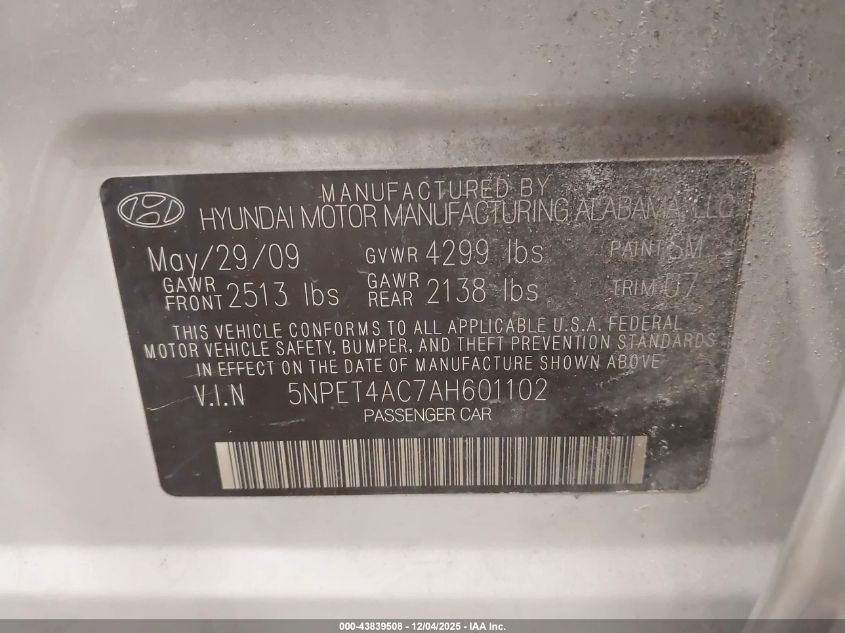 MANUFACTURED BY
HYUNDAI MOTOR MANUFACTURING ALABAMA, LLC
May/29/09 GVWR 4299 lbs PAINT SM
GAWR FRONT 2513 lbs GAWR REAR 2138 lbs TRIM U7
THIS VEHICLE CONFORMS TO ALL APPLICABLE U.S.A. FEDERAL
MOTOR VEHICLE SAFETY, BUMPER, AND THEFT PREVENTION STANDARDS
IN EFFECT ON THE DATE OF MANUFACTURE SHOWN ABOVE
V.I.N 5NPET4AC7AH601102
PASSENGER CAR
000-43839508 - 12/04/2025 - IAA Inc.